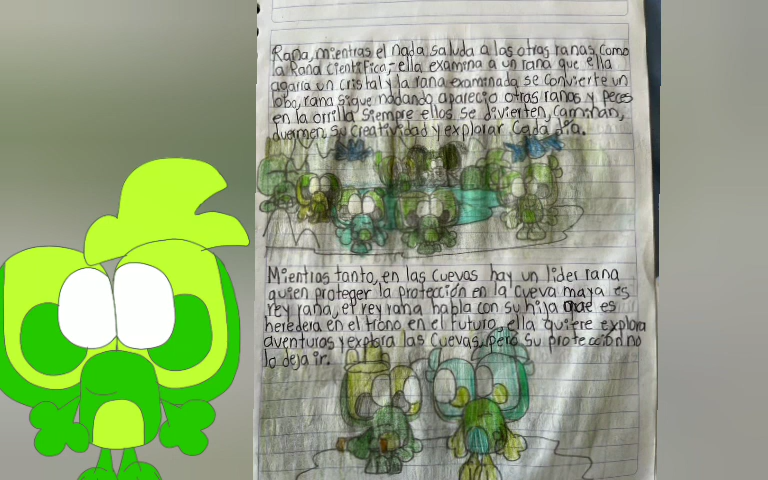 Rana, mientras el nada, saluda a las otras ranas como
la Rana Científica, ella examina a un rana que ella
agarra un cristal y la rana examinada se convierte un
lobo, rana sigue nadando aparecio otras ranas y peces
en la orilla siempre ellos se divierten, caminan,
duermen, su creatividad y explorar cada día.
Mientras tanto, en las cuevas hay un lider rana
quien proteger la protección en la cueva maya es
rey rana, el rey rana habla con su hija que es
heredera en el trono en el futuro, ella quiere explora
aventuras y explora las cuevas, pero su protección no
lo deja ir.